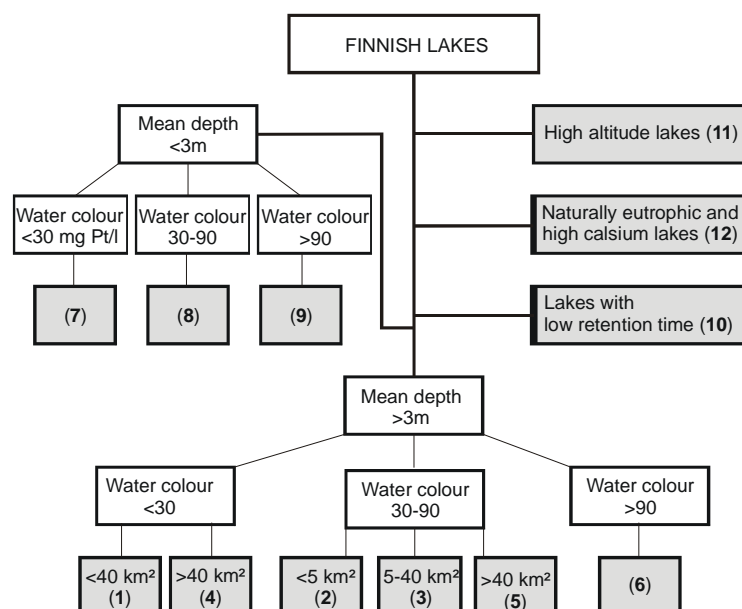 FINNISH LAKES
Mean depth
<3m
High altitude lakes (11)
Water colour
<30 mg Pt/l
Water colour
30-90
Water colour
>90
Naturally eutrophic and
high calsium lakes (12)
(7)
(8)
(9)
Lakes with
low retention time (10)
Mean depth
>3m
Water colour
<30
Water colour
30-90
Water colour
>90
<40 km²
(1)
>40 km²
(4)
<5 km²
(2)
5-40 km²
(3)
>40 km²
(5)
(6)